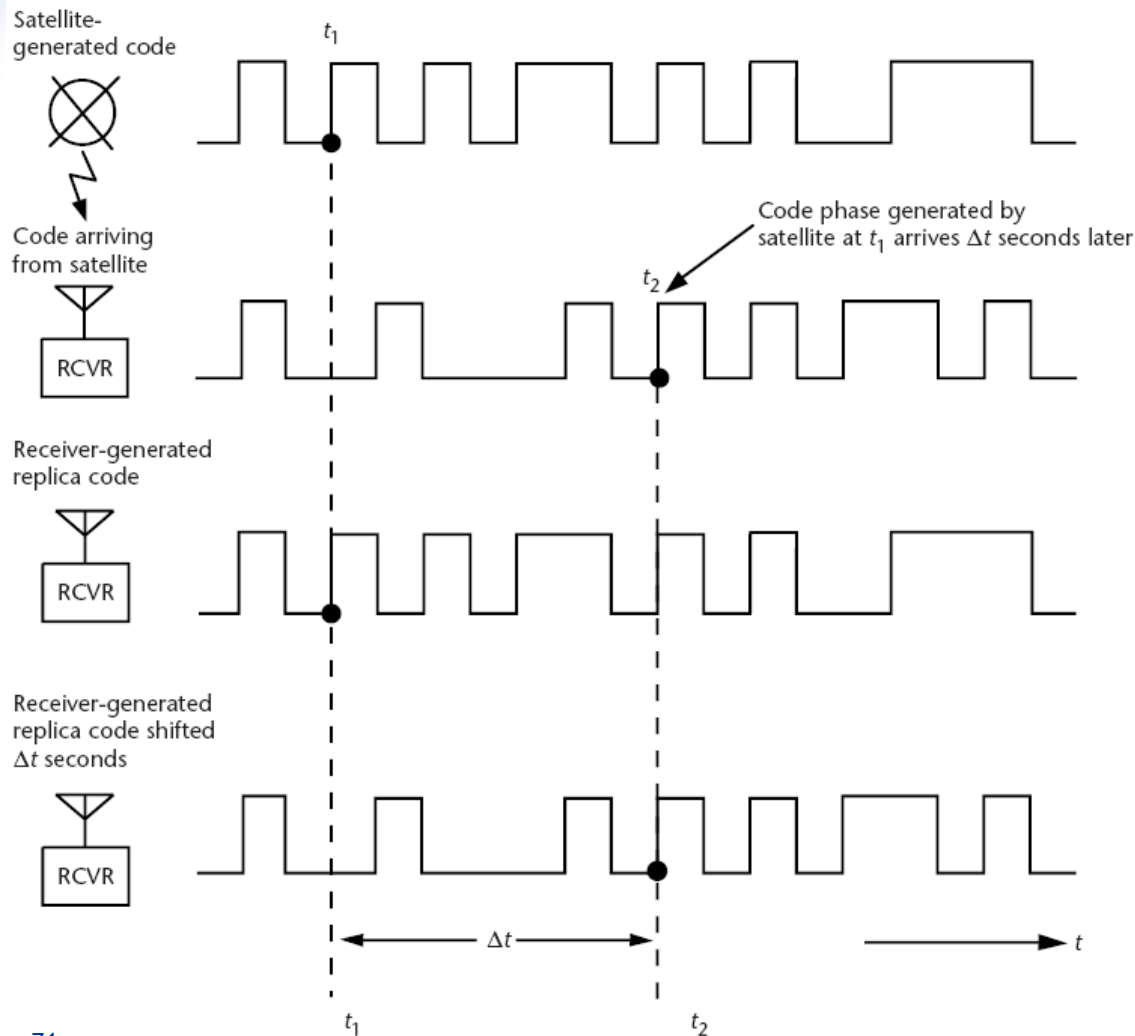 Satellite-
generated code
t₁
Code arriving
from satellite
Code phase generated by
satellite at t₁ arrives Δt seconds later
t₂
RCVR
Receiver-generated
replica code
RCVR
Receiver-generated
replica code shifted
Δt seconds
RCVR
Δt
t
t₁
t₂